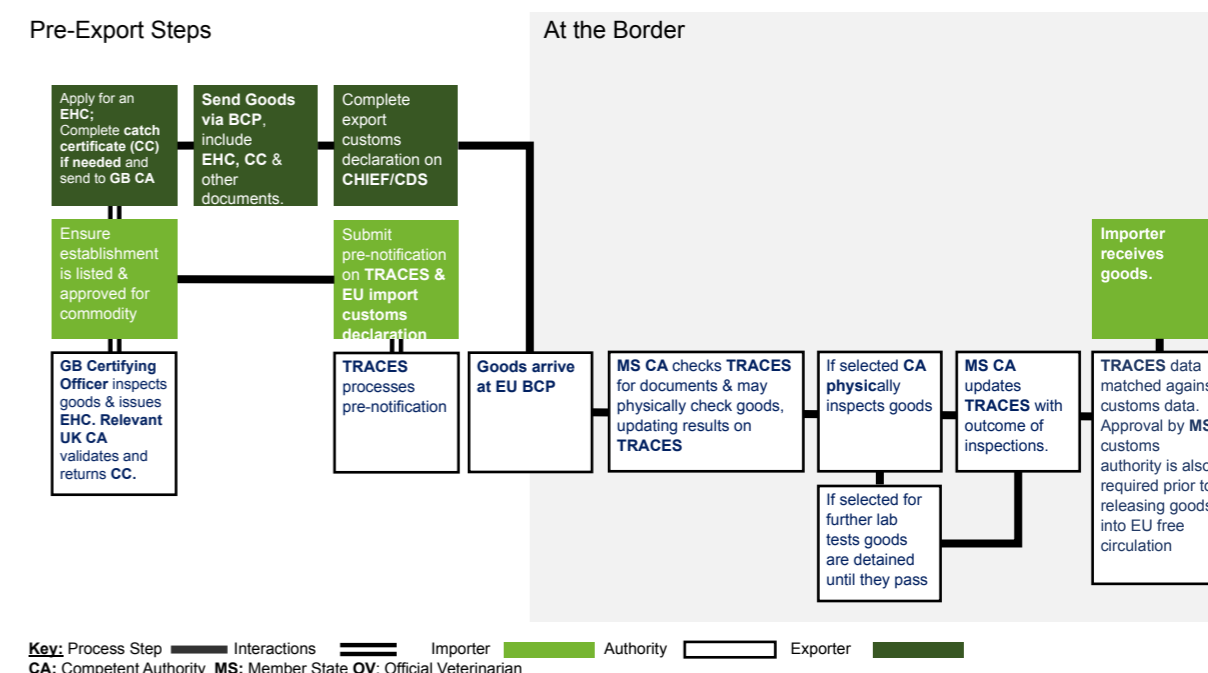 Pre-Export Steps
At the Border
Apply for an
EHC;
Complete catch
certificate (CC)
if needed and
send to GB CA
Send Goods
via BCP,
include
EHC, CC &
other
documents.
Complete
export
customs
declaration on
CHIEF/CDS
Ensure
establishment
is listed &
approved for
commodity
Submit
pre-notification
on TRACES &
EU import
customs
declaration
Importer
receives
goods.
GB Certifying
Officer inspects
goods & issues
EHC. Relevant
UK CA
validates and
returns CC.
TRACES
processes
pre-notification
Goods arrive
at EU BCP
MS CA checks TRACES
for documents & may
physically check goods,
updating results on
TRACES
If selected CA
physically
inspects goods
If selected for
further lab
tests goods
are detained
until they pass
MS CA
updates
TRACES with
outcome of
inspections.
TRACES data
matched agains
customs data.
Approval by MS
customs
authority is also
required prior to
releasing goods
into EU free
circulation
Key: Process Step Interactions Importer Authority Exporter
CA: Competent Authority MS: Member State OV: Official Veterinarian